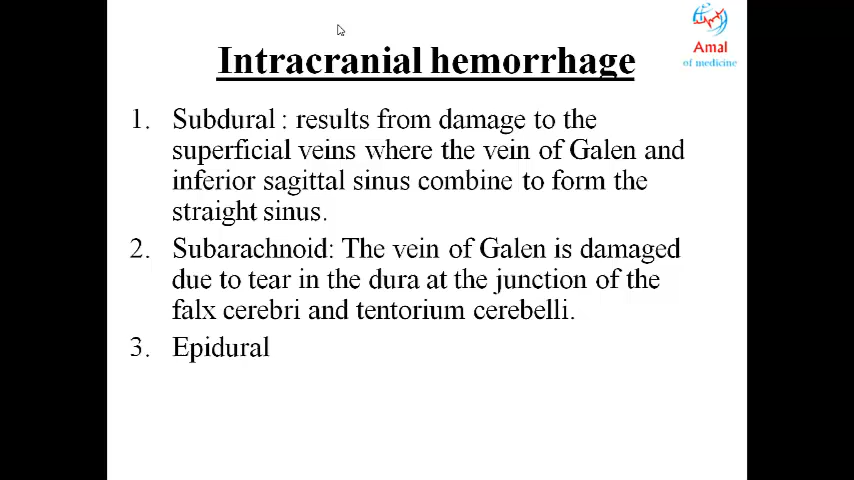 Amal
of medicine
Intracranial hemorrhage
1. Subdural : results from damage to the
superficial veins where the vein of Galen and
inferior sagittal sinus combine to form the
straight sinus.
2. Subarachnoid: The vein of Galen is damaged
due to tear in the dura at the junction of the
falx cerebri and tentorium cerebelli.
3. Epidural